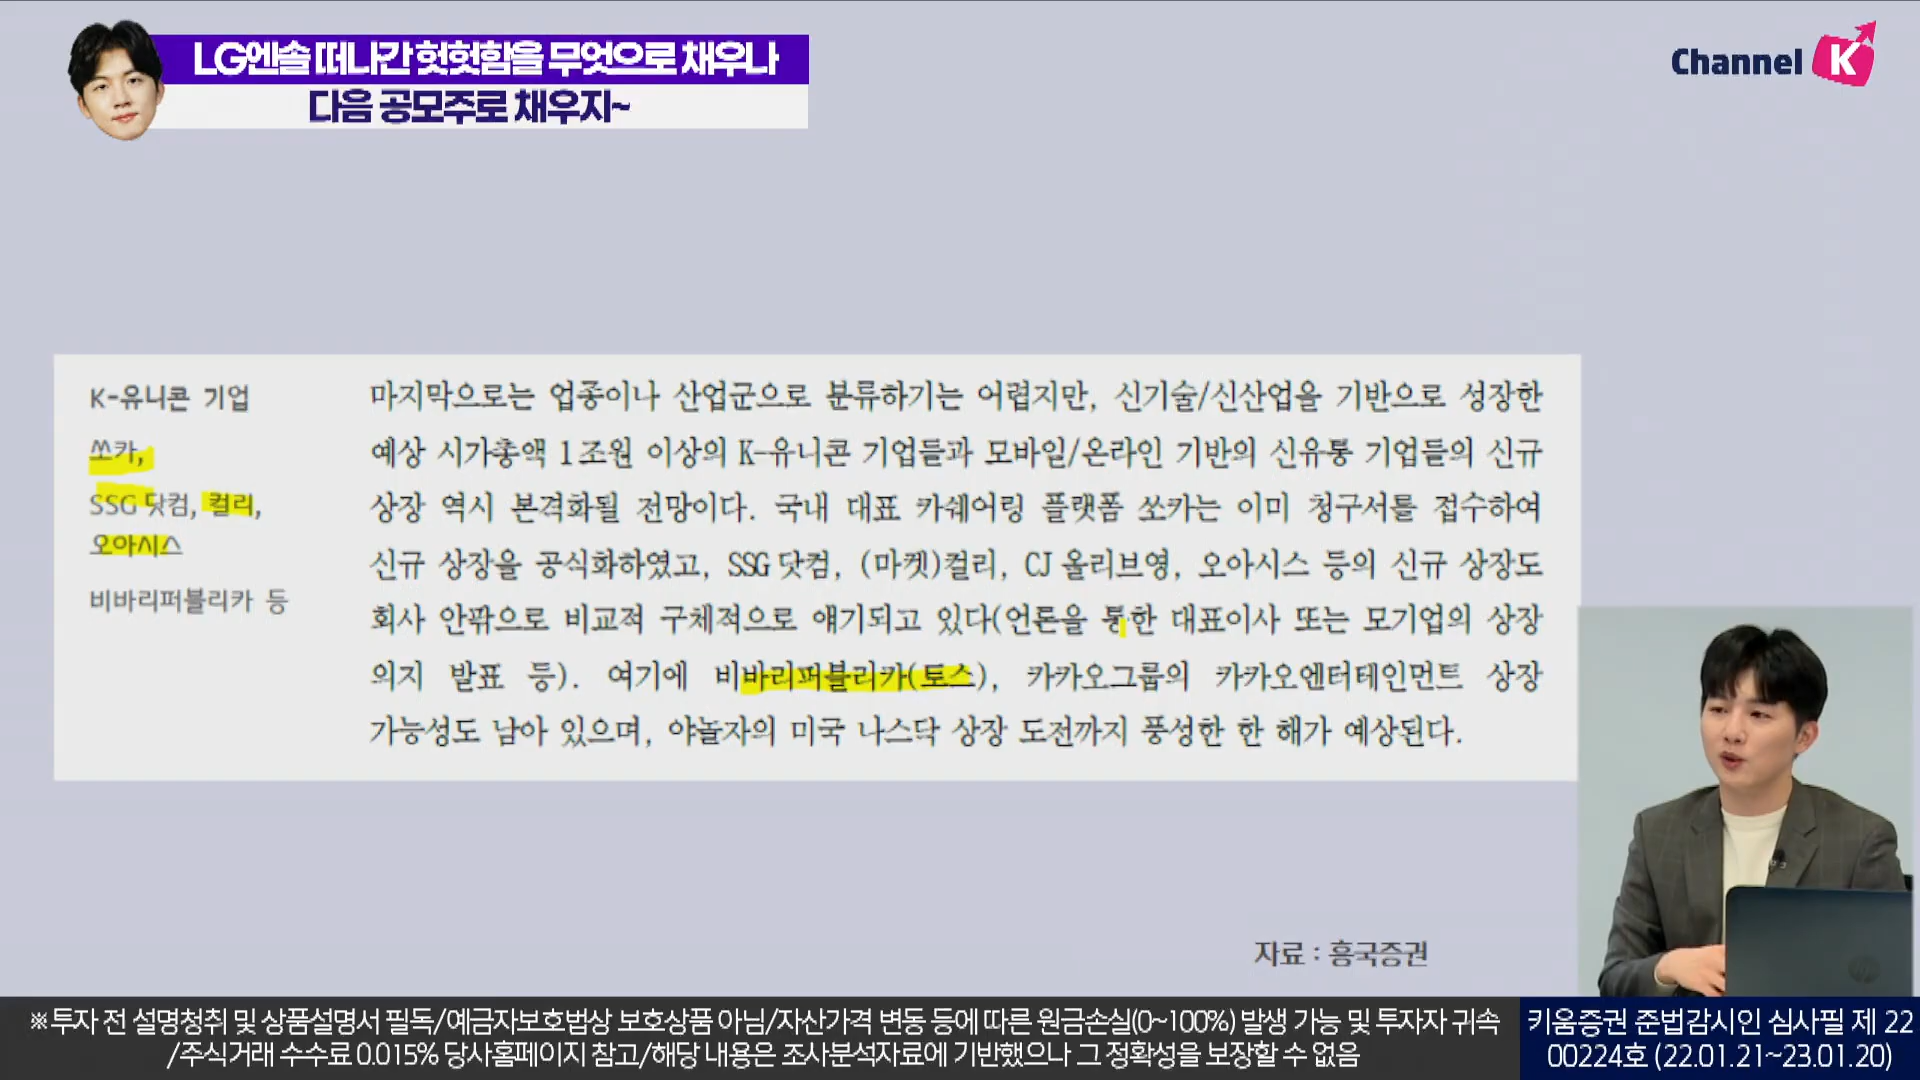 LG엔솔 떠나간 헛헛함을 무엇으로 채우나
다음 공모주로 채우지~
Channel K
K-유니콘 기업
쏘카,
SSG 닷컴, 컬리,
오아시스
비바리퍼블리카 등
마지막으로는 업종이나 산업군으로 분류하기는 어렵지만, 신기술/신산업을 기반으로 성장한
예상 시가총액 1조원 이상의 K-유니콘 기업들과 모바일/온라인 기반의 신유통 기업들의 신규
상장 역시 본격화될 전망이다. 국내 대표 카쉐어링 플랫폼 쏘카는 이미 청구서를 접수하여
신규 상장을 공식화하였고, SSG 닷컴, (마켓)컬리, CJ 올리브영, 오아시스 등의 신규 상장도
회사 안팎으로 비교적 구체적으로 얘기되고 있다(언론을 통한 대표이사 또는 모기업의 상장
의지 발표 등). 여기에 비바리퍼블리카(토스), 카카오그룹의 카카오엔터테인먼트 상장
가능성도 남아 있으며, 야놀자의 미국 나스닥 상장 도전까지 풍성한 한 해가 예상된다.
자료 : 흥국증권
※투자 전 설명청취 및 상품설명서 필독/예금자보호법상 보호상품 아님/자산가격 변동 등에 따른 원금손실(0~100%) 발생 가능 및 투자자 귀속
/주식거래 수수료 0.015% 당사홈페이지 참고/해당 내용은 조사분석자료에 기반했으나 그 정확성을 보장할 수 없음
키움증권 준법감시인 심사필 제 22
00224호 (22.01.21~23.01.20)